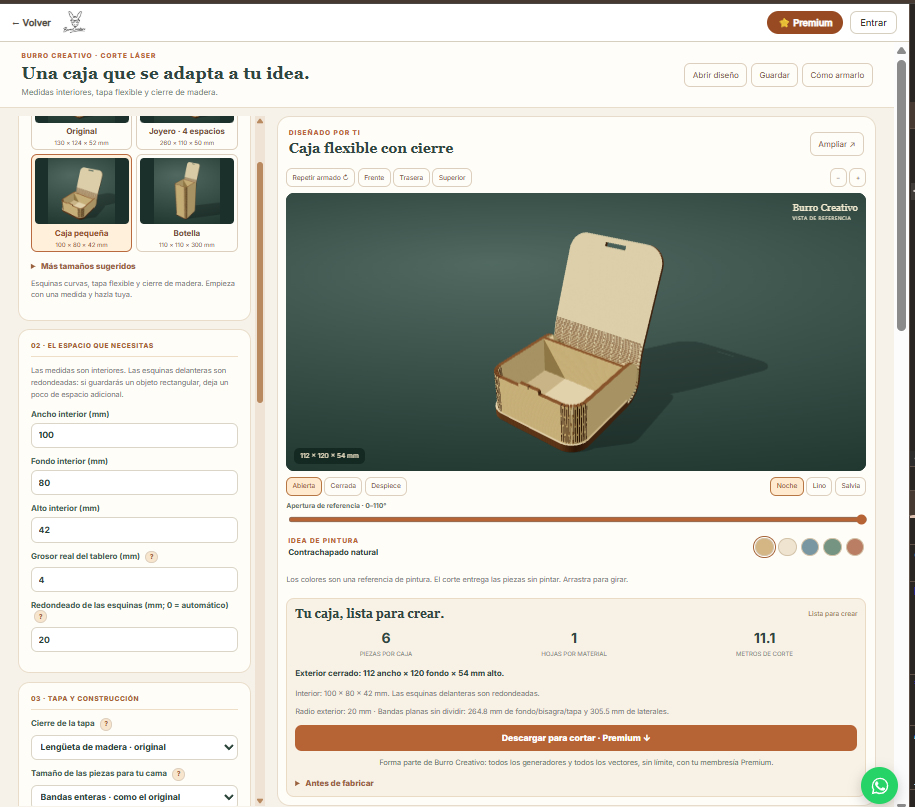 ← Volver
Burro Creativo
Premium
Entrar
BURRO CREATIVO · CORTE LÁSER
Una caja que se adapta a tu idea.
Medidas interiores, tapa flexible y cierre de madera.
Abrir diseño
Guardar
Cómo armarlo
Original
130 × 124 × 52 mm
Joyero · 4 espacios
260 × 110 × 50 mm
Caja pequeña
100 × 80 × 42 mm
Botella
110 × 110 × 300 mm
▶ Más tamaños sugeridos
Esquinas curvas, tapa flexible y cierre de madera. Empieza
con una medida y hazla tuya.
02 · EL ESPACIO QUE NECESITAS
Las medidas son interiores. Las esquinas delanteras son
redondeadas: si guardarás un objeto rectangular, deja un
poco de espacio adicional.
Ancho interior (mm)
100
Fondo interior (mm)
80
Alto interior (mm)
42
Grosor real del tablero (mm) ?
4
Redondeado de las esquinas (mm; 0 = automático)
?
20
03 · TAPA Y CONSTRUCCIÓN
Cierre de la tapa ?
Lengüeta de madera · original
Tamaño de las piezas para tu cama ?
Bandas enteras · como el original
DISEÑADO POR TI
Caja flexible con cierre
Ampliar ↗
Repetir armado ↻
Frente
Trasera
Superior
−
+
Burro Creativo
VISTA DE REFERENCIA
112 × 120 × 54 mm
Abierta
Cerrada
Despiece
Noche
Lino
Salvia
Apertura de referencia · 0–110°
IDEA DE PINTURA
Contrachapado natural
Los colores son una referencia de pintura. El corte entrega las piezas sin pintar. Arrastra para girar.
Tu caja, lista para crear.
Lista para crear
6
PIEZAS POR CAJA
1
HOJAS POR MATERIAL
11.1
METROS DE CORTE
Exterior cerrado: 112 ancho × 120 fondo × 54 mm alto.
Interior: 100 × 80 × 42 mm. Las esquinas delanteras son redondeadas.
Radio exterior: 20 mm · Bandas planas sin dividir: 264.8 mm de fondo/bisagra/tapa y 305.5 mm de laterales.
Descargar para cortar · Premium ↓
Forma parte de Burro Creativo: todos los generadores y todos los vectores, sin límite, con tu membresía Premium.
▶ Antes de fabricar